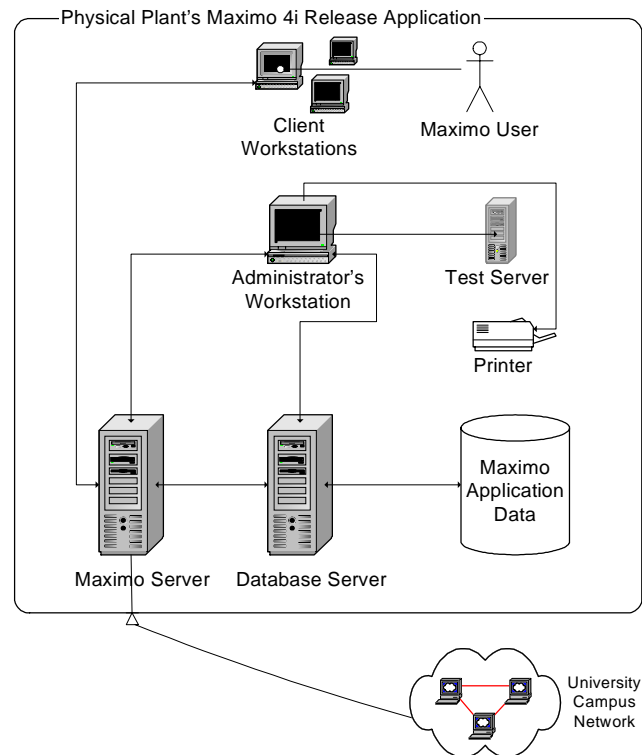 Physical Plant's Maximo 4i Release Application
Client
Workstations
Maximo User
Administrator's
Workstation
Test Server
Printer
Maximo
Application
Data
Maximo Server
Database Server
University
Campus
Network